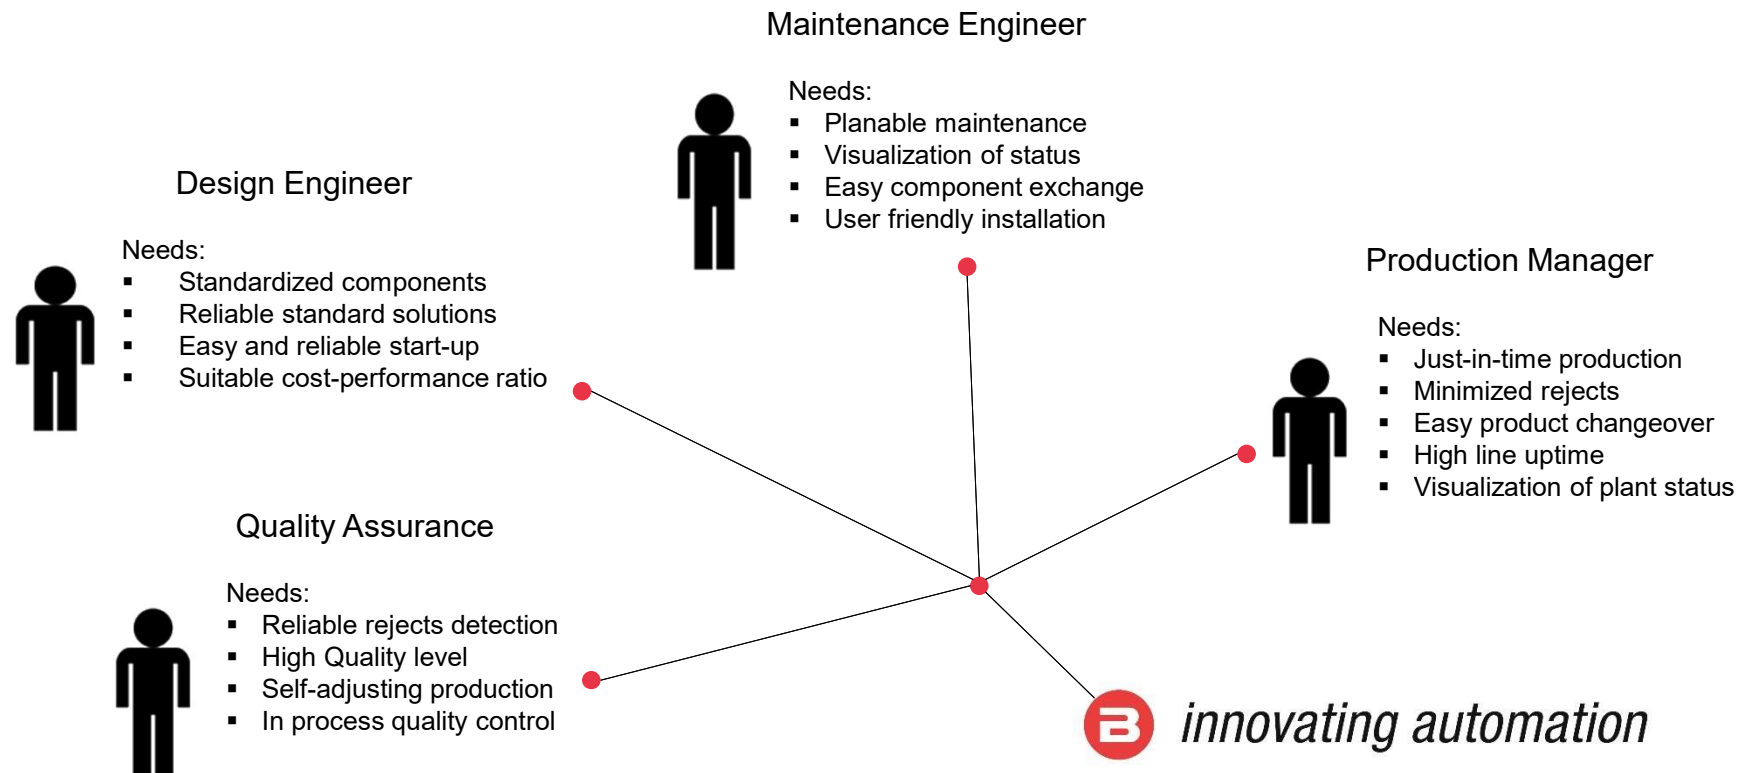 Maintenance Engineer
Needs:
▪ Planable maintenance
▪ Visualization of status
▪ Easy component exchange
▪ User friendly installation
Design Engineer
Needs:
▪ Standardized components
▪ Reliable standard solutions
▪ Easy and reliable start-up
▪ Suitable cost-performance ratio
Production Manager
Needs:
▪ Just-in-time production
▪ Minimized rejects
▪ Easy product changeover
▪ High line uptime
▪ Visualization of plant status
Quality Assurance
Needs:
▪ Reliable rejects detection
▪ High Quality level
▪ Self-adjusting production
▪ In process quality control
B innovating automation